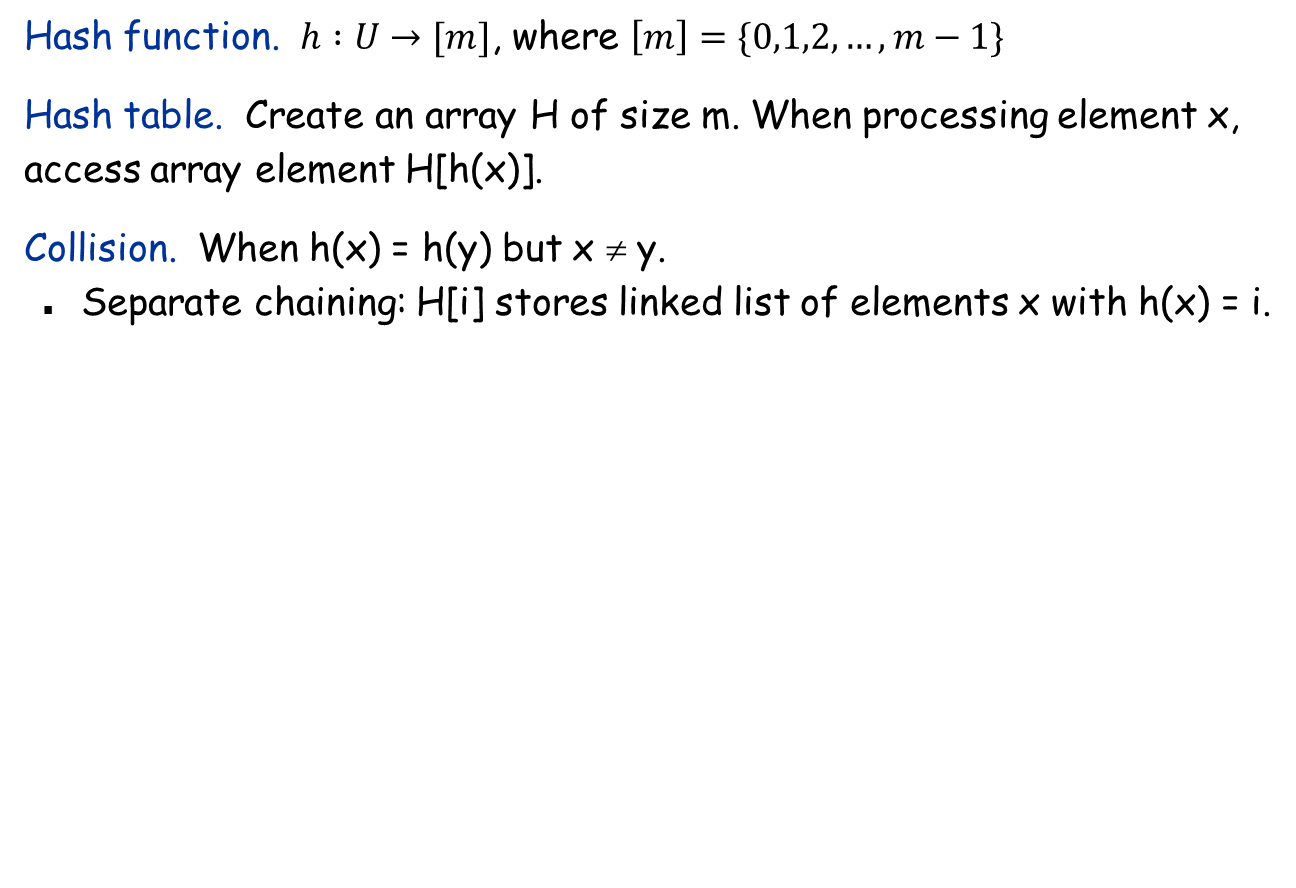 Hash function. h : U → [m], where [m] = {0,1,2, … , m − 1}
Hash table. Create an array H of size m. When processing element x,
access array element H[h(x)].
Collision. When h(x) = h(y) but x ≠ y.
▪ Separate chaining: H[i] stores linked list of elements x with h(x) = i.